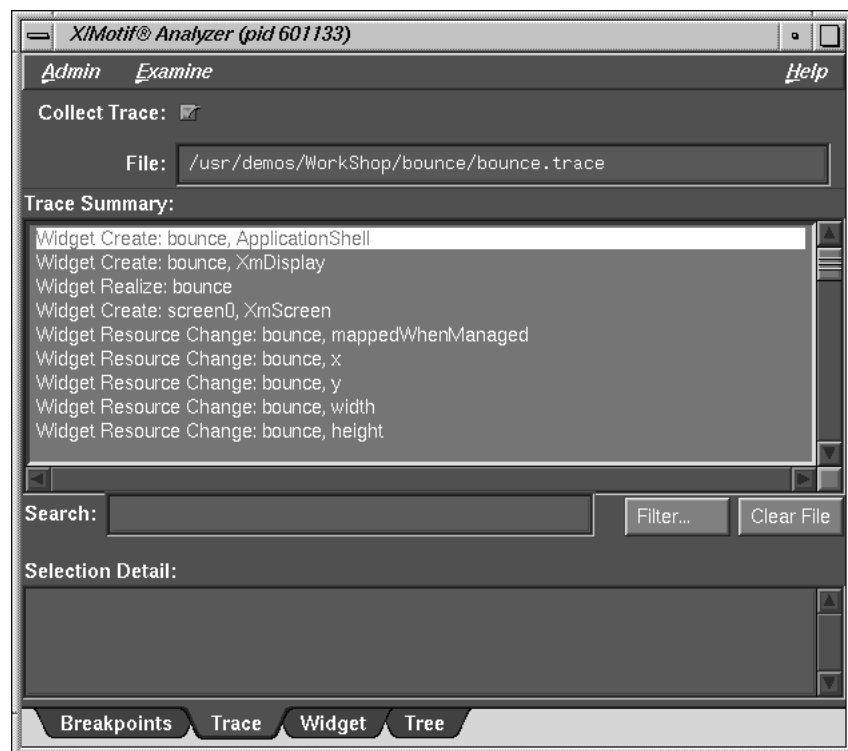 X/Motif® Analyzer (pid 601133)
Admin Examine Help
Collect Trace:
File: /usr/demos/WorkShop/bounce/bounce.trace
Trace Summary:
Widget Create: bounce, ApplicationShell
Widget Create: bounce, XmDisplay
Widget Realize: bounce
Widget Create: screen0, XmScreen
Widget Resource Change: bounce, mappedWhenManaged
Widget Resource Change: bounce, x
Widget Resource Change: bounce, y
Widget Resource Change: bounce, width
Widget Resource Change: bounce, height
Search: Filter... Clear File
Selection Detail:
Breakpoints Trace Widget Tree